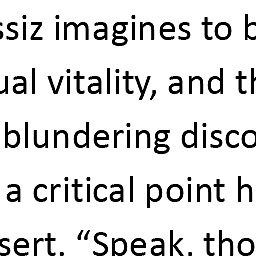 ssiz imagines to b
ual vitality, and th
blundering disco
a critical point h
sert. “Speak, tho